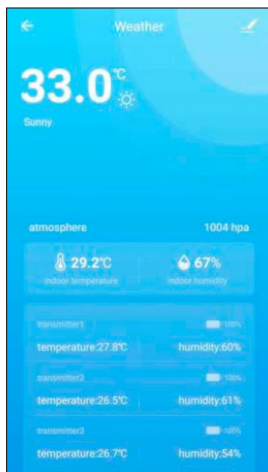 Weather
33.0℃
Sunny
atmosphere 1004 hpa
29.2℃ 67%
indoor temperature indoor humidity
transmitter1 100%
temperature:27.8℃ humidity:60%
transmitter2 100%
temperature:26.5℃ humidity:61%
transmitter3 100%
temperature:26.7℃ humidity:54%